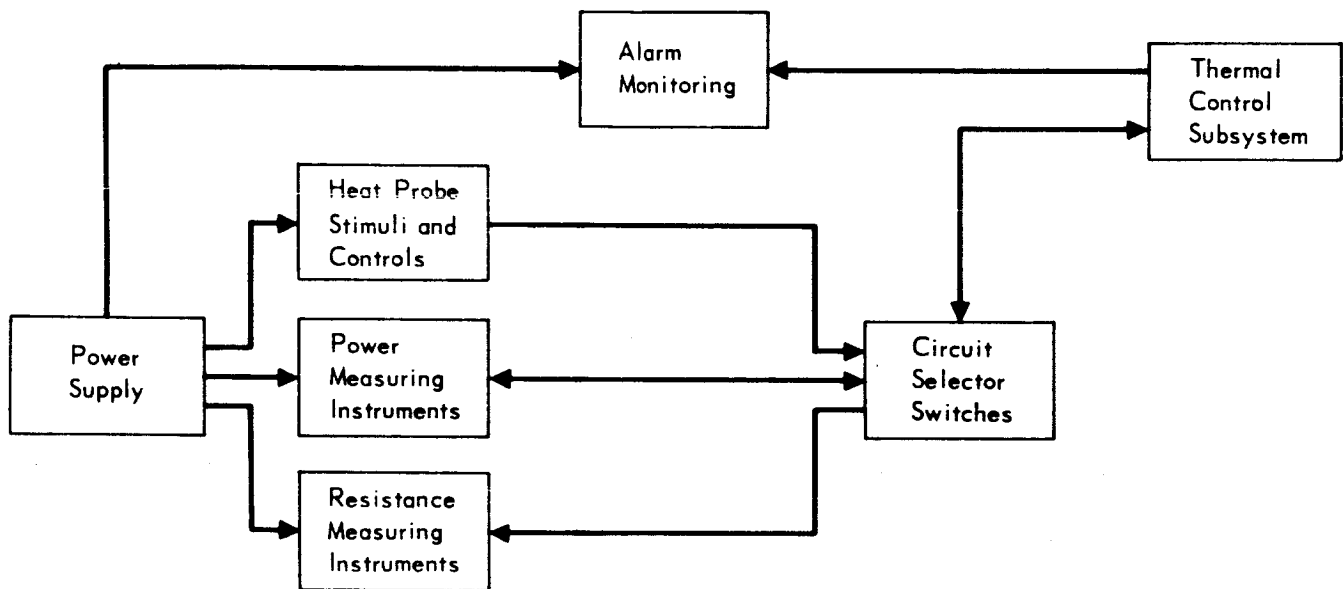 Alarm
Monitoring
Thermal
Control
Subsystem
Heat Probe
Stimuli and
Controls
Power
Supply
Power
Measuring
Instruments
Circuit
Selector
Switches
Resistance
Measuring
Instruments